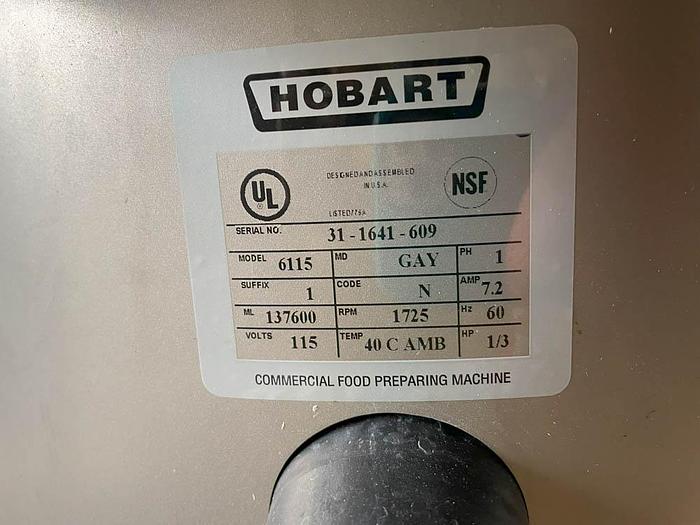 HOBART
UL
DESIGNED AND ASSEMBLED
IN U.S.A.
NSF
LISTED 776A
SERIAL NO. 31-1641-609
MODEL 6115 MD GAY PH 1
SUFFIX 1 CODE N AMP 7.2
ML 137600 RPM 1725 Hz 60
VOLTS 115 TEMP 40 C AMB HP 1/3
COMMERCIAL FOOD PREPARING MACHINE